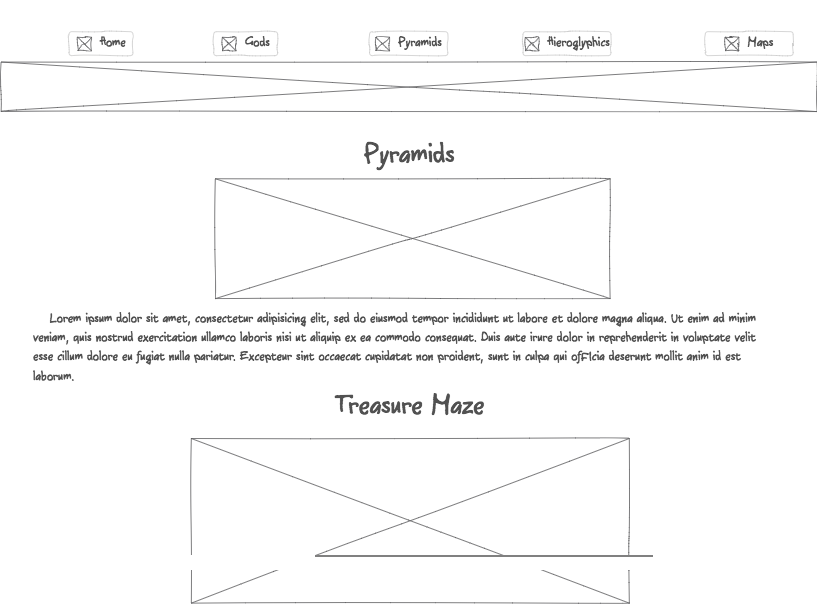 Home
Gods
Pyramids
Hieroglyphics
Maps
Pyramids
Lorem ipsum dolor sit amet, consectetur adipisicing elit, sed do eiusmod tempor incididunt ut labore et dolore magna aliqua. Ut enim ad minim
veniam, quis nostrud exercitation ullamco laboris nisi ut aliquip ex ea commodo consequat. Duis aute irure dolor in reprehenderit in voluptate velit
esse cillum dolore eu fugiat nulla pariatur. Excepteur sint occaecat cupidatat non proident, sunt in culpa qui officia deserunt mollit anim id est
laborum.
Treasure Maze